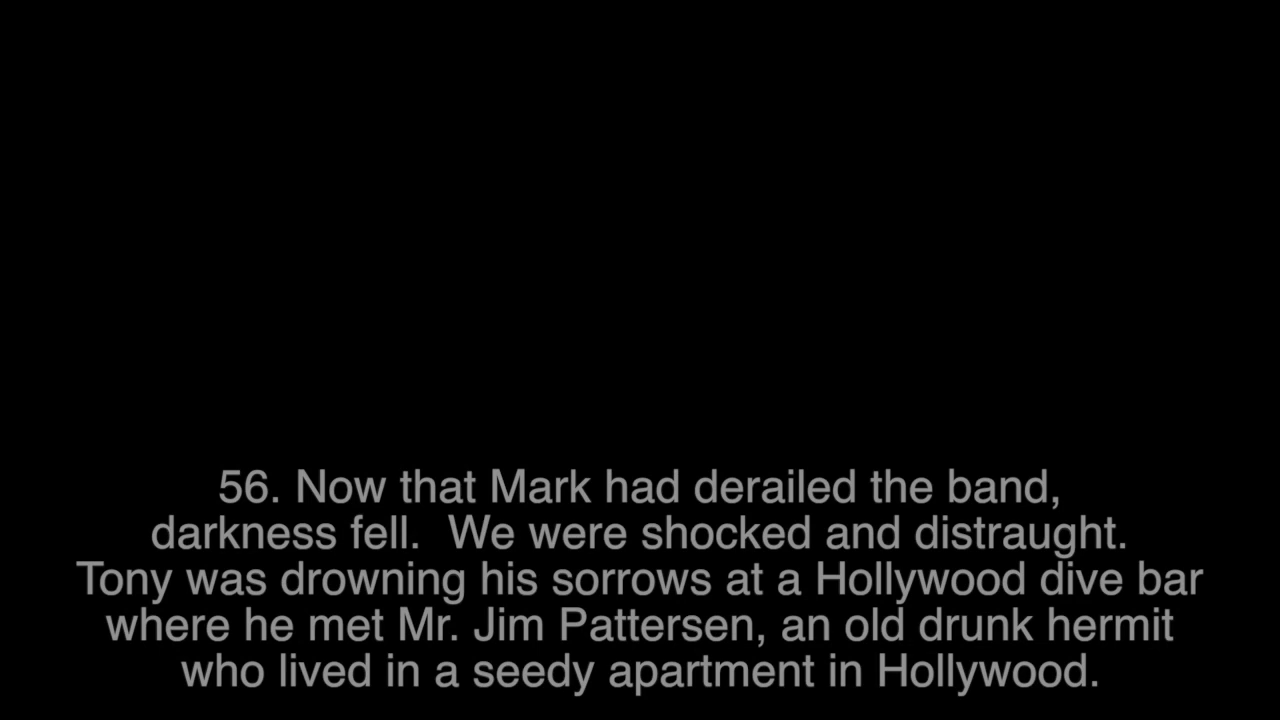 56. Now that Mark had derailed the band,
darkness fell.  We were shocked and distraught.
Tony was drowning his sorrows at a Hollywood dive bar
where he met Mr. Jim Pattersen, an old drunk hermit
who lived in a seedy apartment in Hollywood.